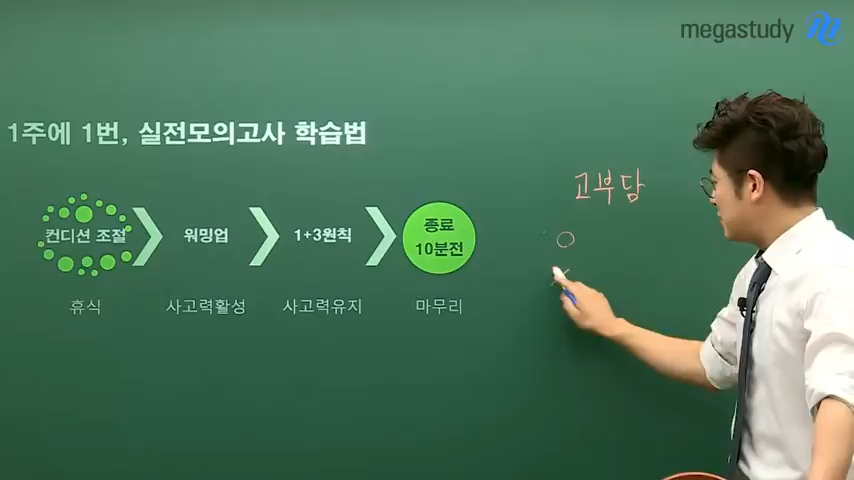 megastudy
1주에 1번, 실전모의고사 학습법
고부담
컨디션 조절
워밍업
1+3원칙
종료
10분전
휴식
사고력활성
사고력유지
마무리